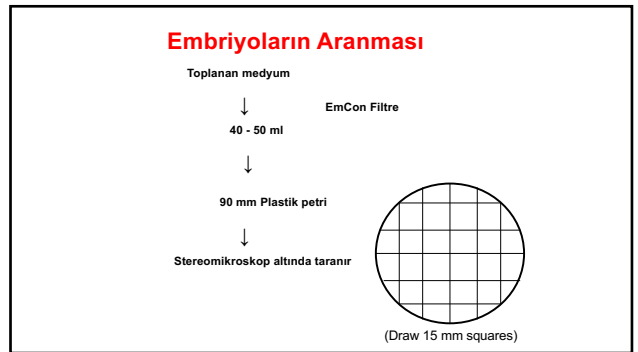 Embriyoların Aranması
Toplanan medyum
↓
EmCon Filtre
40 - 50 ml
↓
90 mm Plastik petri
↓
Stereomikroskop altında taranır
(Draw 15 mm squares)